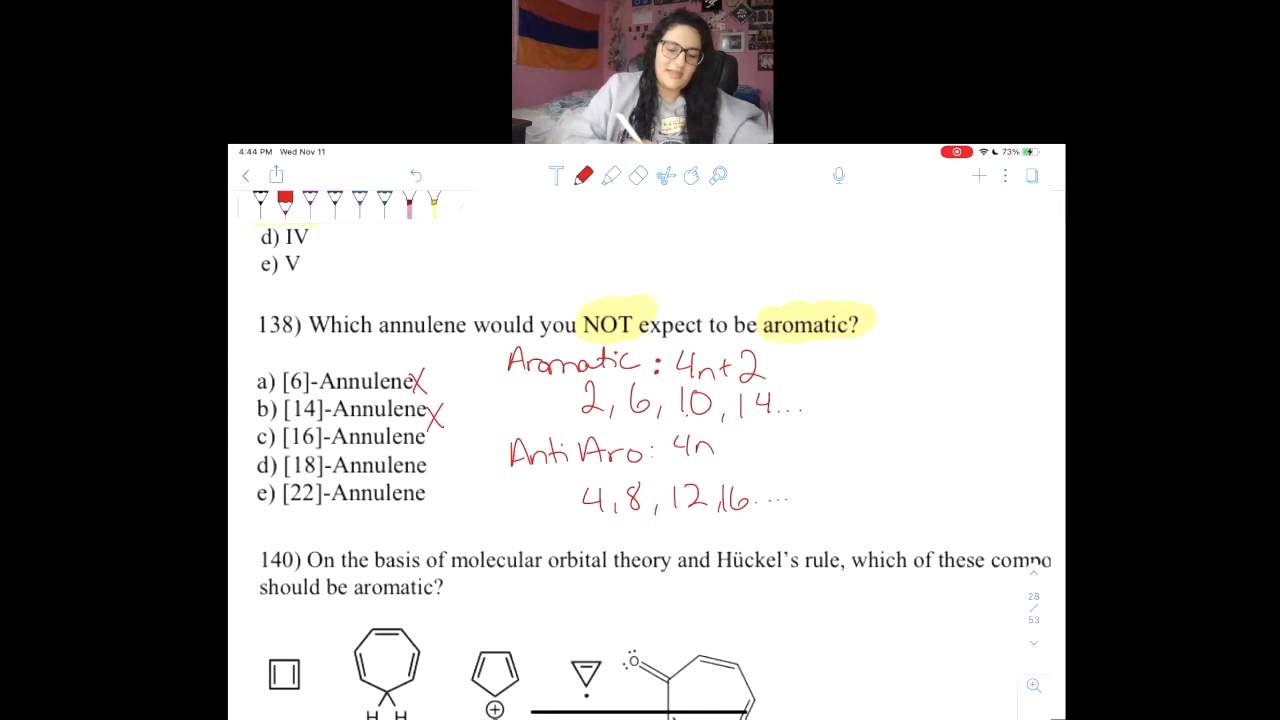 4:44 PM Wed Nov 11
73%
T
d) IV
e) V
138) Which annulene would you NOT expect to be aromatic?
Aromatic : 4n+2
a) [6]-Annulene X
2, 6, 10, 14...
b) [14]-Annulene X
c) [16]-Annulene
Anti Aro: 4n
d) [18]-Annulene
e) [22]-Annulene
4, 8, 12, 16....
140) On the basis of molecular orbital theory and Hückel's rule, which of these compo
should be aromatic?
28
/
53
:O
+
H H